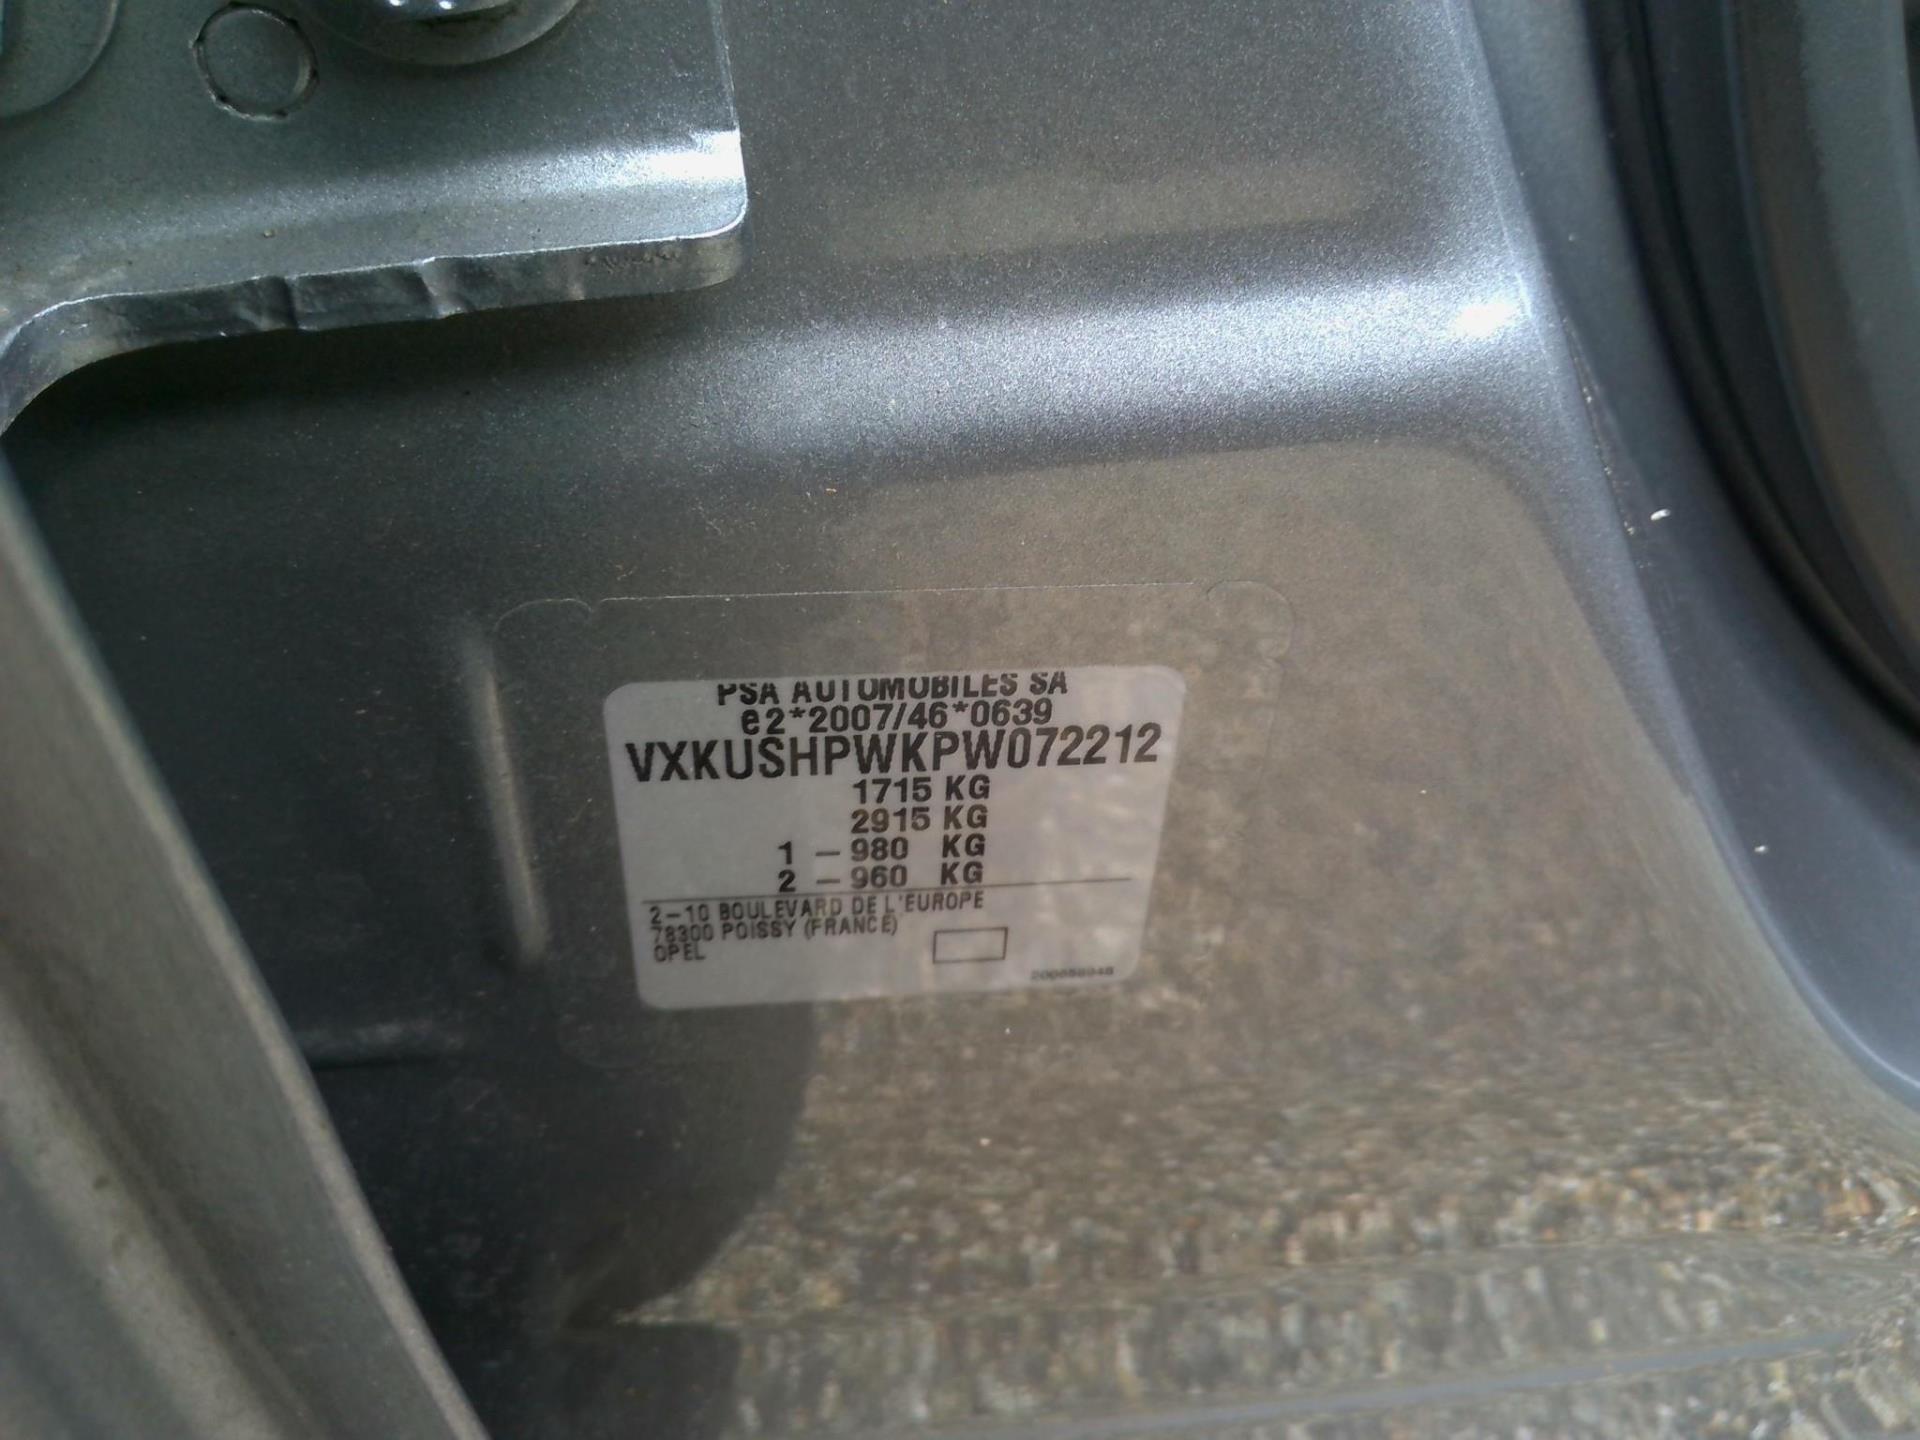 PSA AUTOMOBILES SA
e2*2007/46*0639
VXKUSHPWKPW072212
1715 KG
2915 KG
1 – 980 KG
2 – 960 KG
2–10 BOULEVARD DE L'EUROPE
78300 POISSY (FRANCE)
OPEL